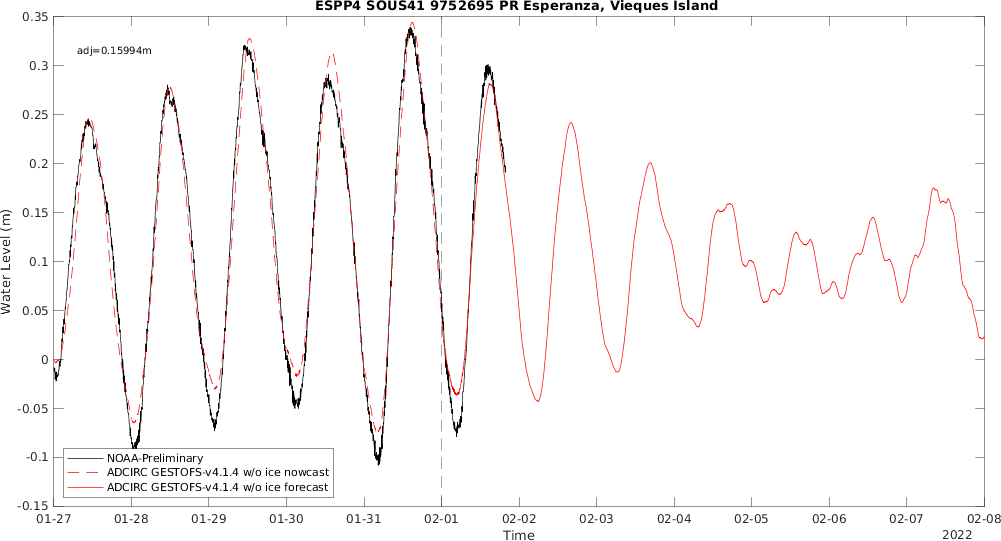 ESPP4 SOUS41 9752695 PR Esperanza, Vieques Island
adj=0.15994m
0.35
0.3
0.25
0.2
0.15
0.1
0.05
0
-0.05
-0.1
-0.15
Water Level (m)
NOAA-Preliminary
ADCIRC GESTOFS-v4.1.4 w/o ice nowcast
ADCIRC GESTOFS-v4.1.4 w/o ice forecast
01-27 01-28 01-29 01-30 01-31 02-01 02-02 02-03 02-04 02-05 02-06 02-07 02-08
Time
2022